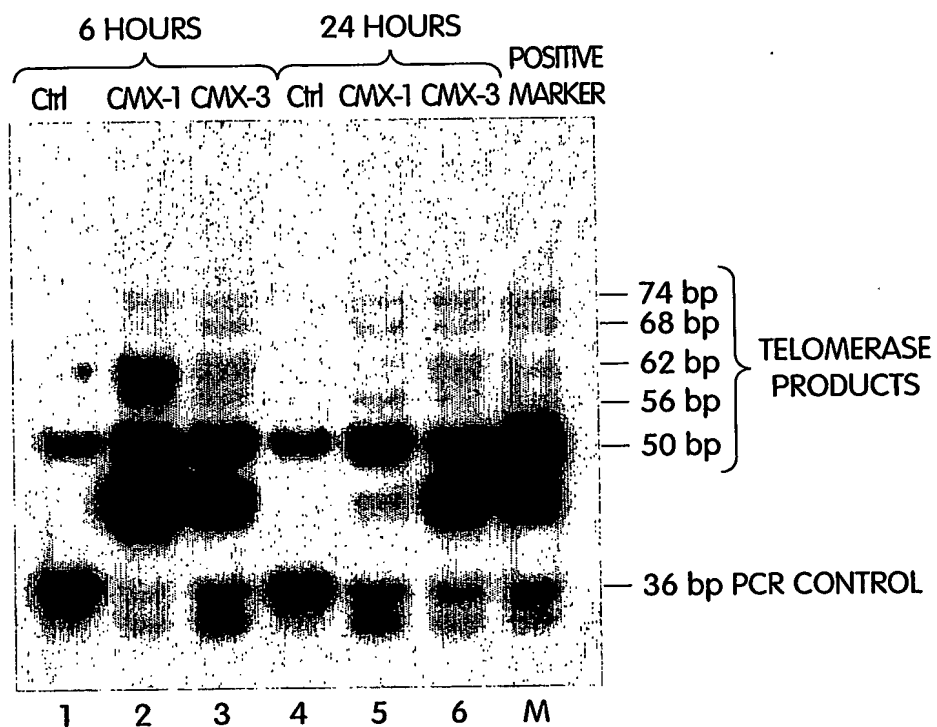 6 HOURS 24 HOURS
POSITIVE
Ctrl CMX-1 CMX-3 Ctrl CMX-1 CMX-3 MARKER
74 bp
68 bp
62 bp
56 bp
50 bp
TELOMERASE
PRODUCTS
36 bp PCR CONTROL
1 2 3 4 5 6 M